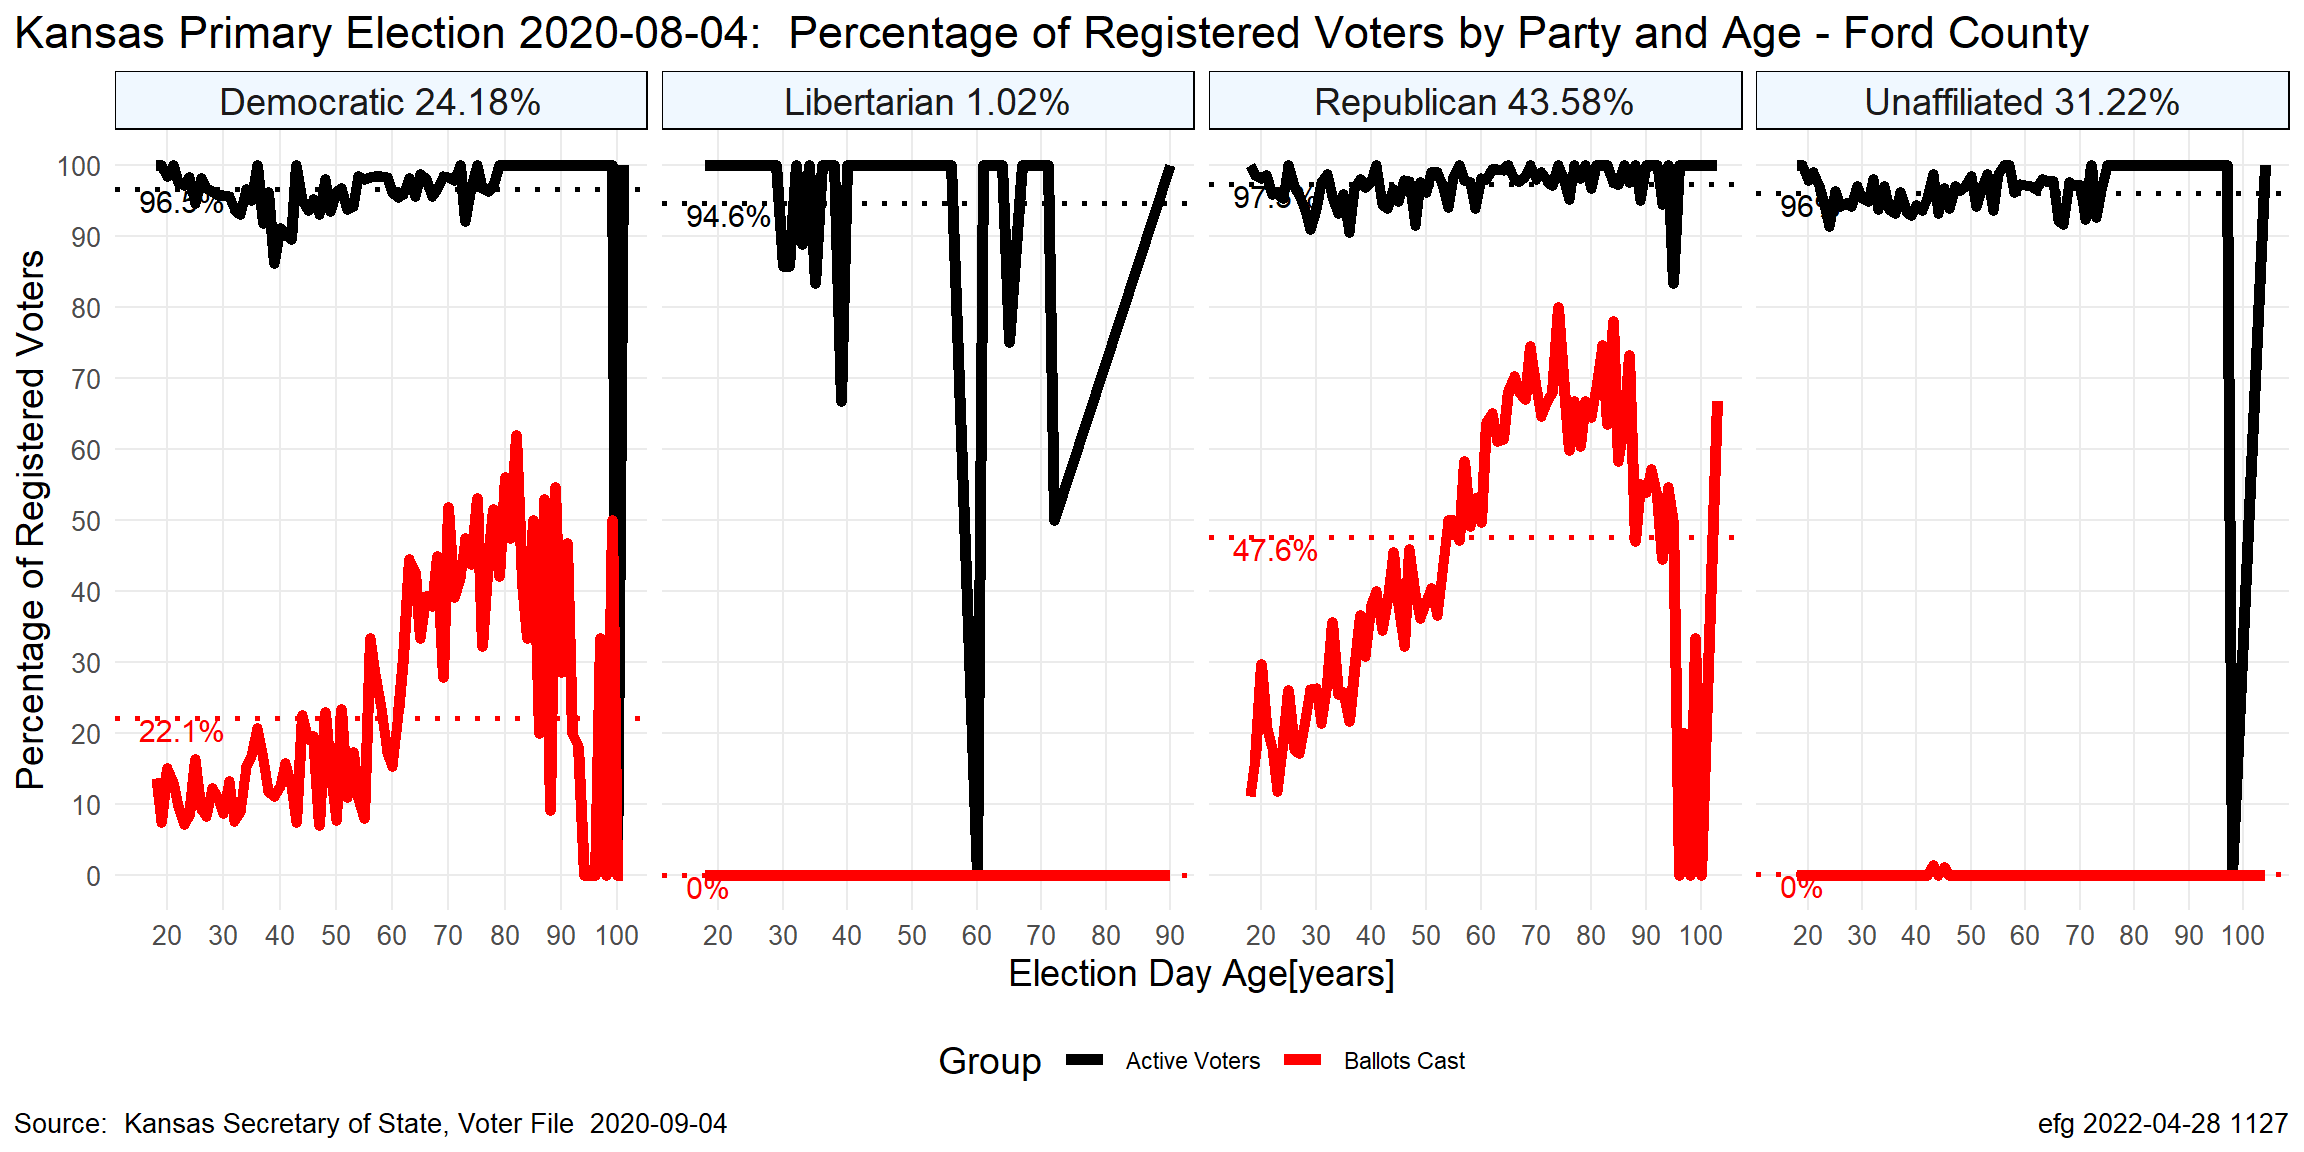 Kansas Primary Election 2020-08-04:  Percentage of Registered Voters by Party and Age - Ford County
Democratic 24.18%
Libertarian 1.02%
Republican 43.58%
Unaffiliated 31.22%
Percentage of Registered Voters
100
90
80
70
60
50
40
30
20
10
0
96.5%
22.1%
94.6%
0%
47.6%
96%
0%
20 30 40 50 60 70 80 90 100
20 30 40 50 60 70 80 90
20 30 40 50 60 70 80 90 100
20 30 40 50 60 70 80 90 100
Election Day Age[years]
Group Active Voters Ballots Cast
Source:  Kansas Secretary of State, Voter File  2020-09-04
efg 2022-04-28 1127